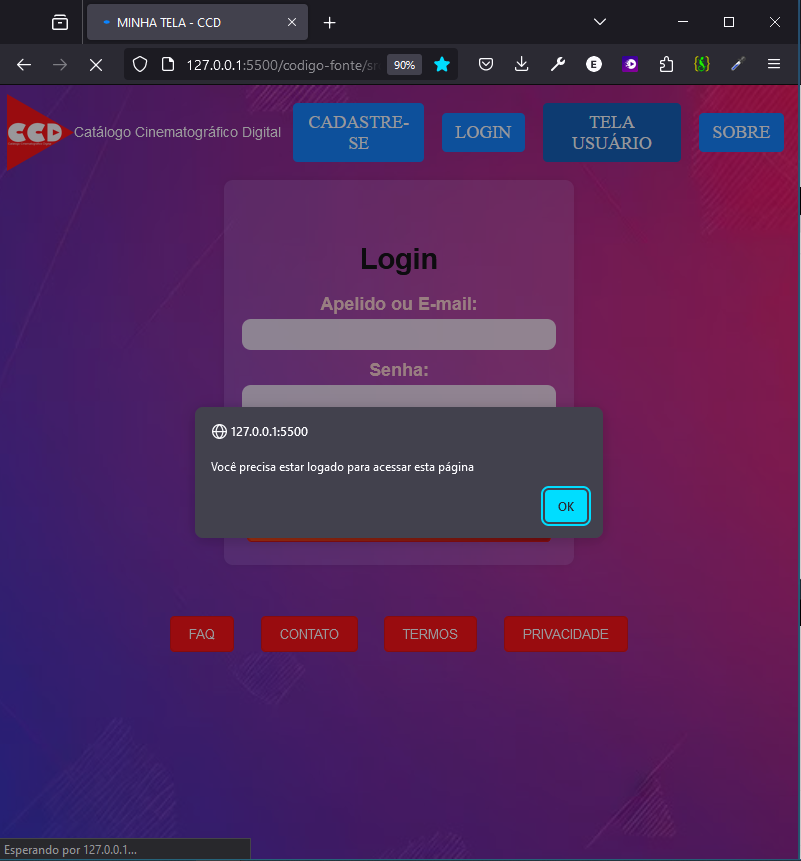 MINHA TELA - CCD
127.0.0.1:5500/codigo-fonte/sr
90%
E
CCD
Catálogo Cinematográfico Digital
CADASTRE-
SE
LOGIN
TELA
USUÁRIO
SOBRE
Login
Apelido ou E-mail:
Senha:
127.0.0.1:5500
Você precisa estar logado para acessar esta página
OK
FAQ
CONTATO
TERMOS
PRIVACIDADE
Esperando por 127.0.0.1...